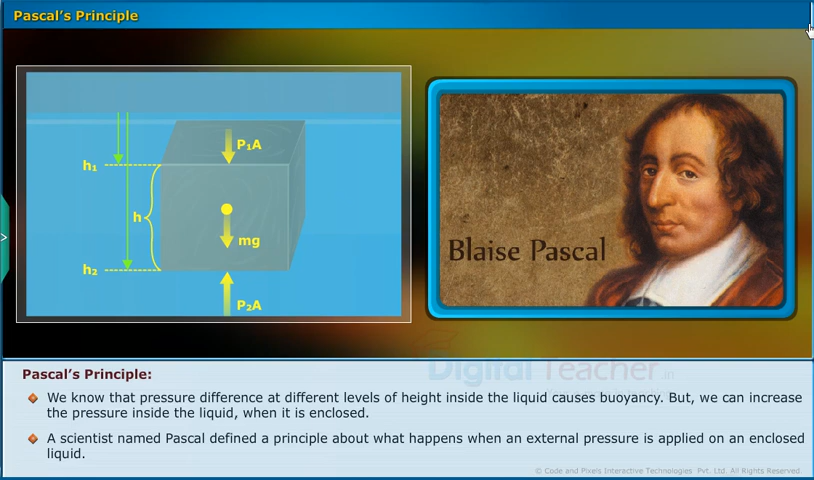 Pascal's Principle
P₁A
h₁
h
mg
h₂
P₂A
Blaise Pascal
Digital Teacher.in
Pascal's Principle:
We know that pressure difference at different levels of height inside the liquid causes buoyancy. But, we can increase
the pressure inside the liquid, when it is enclosed.
A scientist named Pascal defined a principle about what happens when an external pressure is applied on an enclosed
liquid.
© Code and Pixels Interactive Technologies Pvt. Ltd. All Rights Reserved.